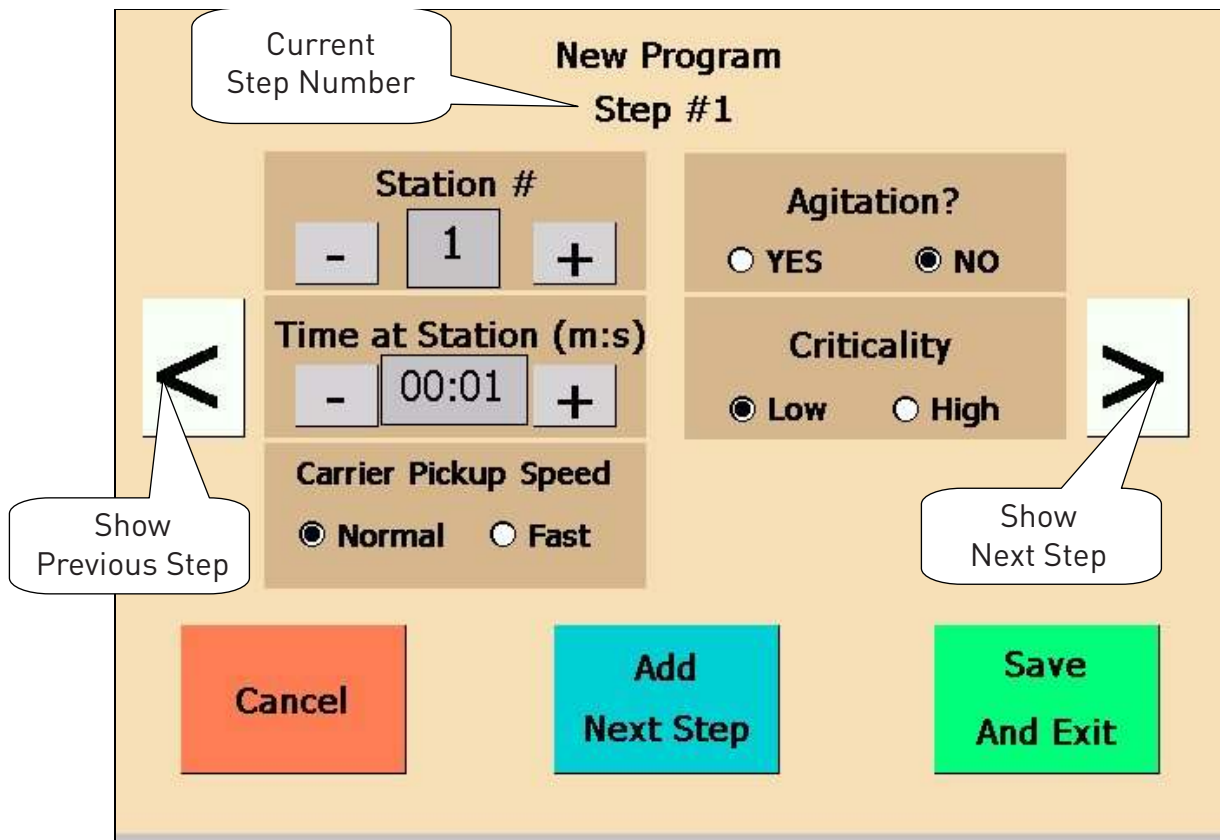 Current
Step Number
New Program
Step #1
Station #
- 1 +
Agitation?
YES NO
Time at Station (m:s)
- 00:01 +
Criticality
Low High
<
>
Carrier Pickup Speed
Normal Fast
Show
Previous Step
Show
Next Step
Cancel
Add
Next Step
Save
And Exit